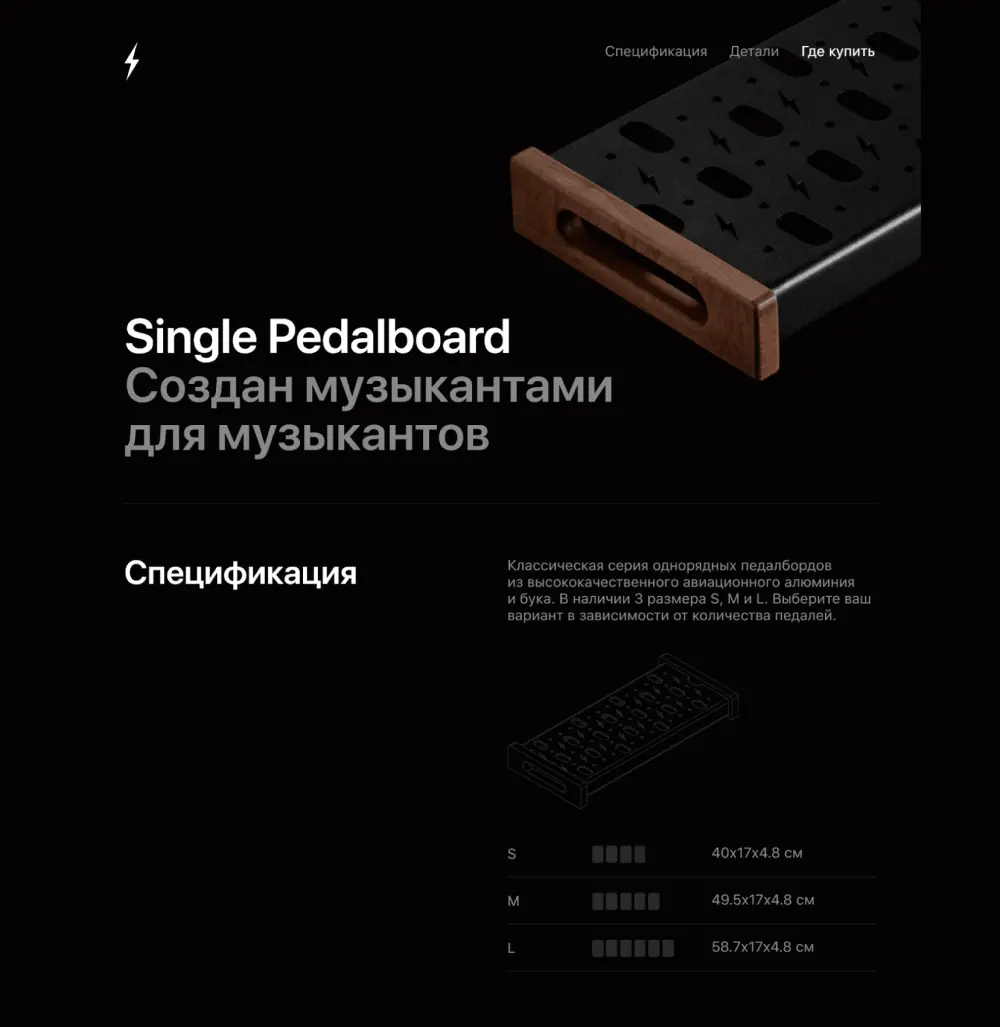 Спецификация Детали Где купить
Single Pedalboard
Создан музыкантами
для музыкантов
Спецификация
Классическая серия однорядных педалбордов
из высококачественного авиационного алюминия
и бука. В наличии 3 размера S, M и L. Выберите ваш
вариант в зависимости от количества педалей.
S 40x17x4.8 см
M 49.5x17x4.8 см
L 58.7x17x4.8 см